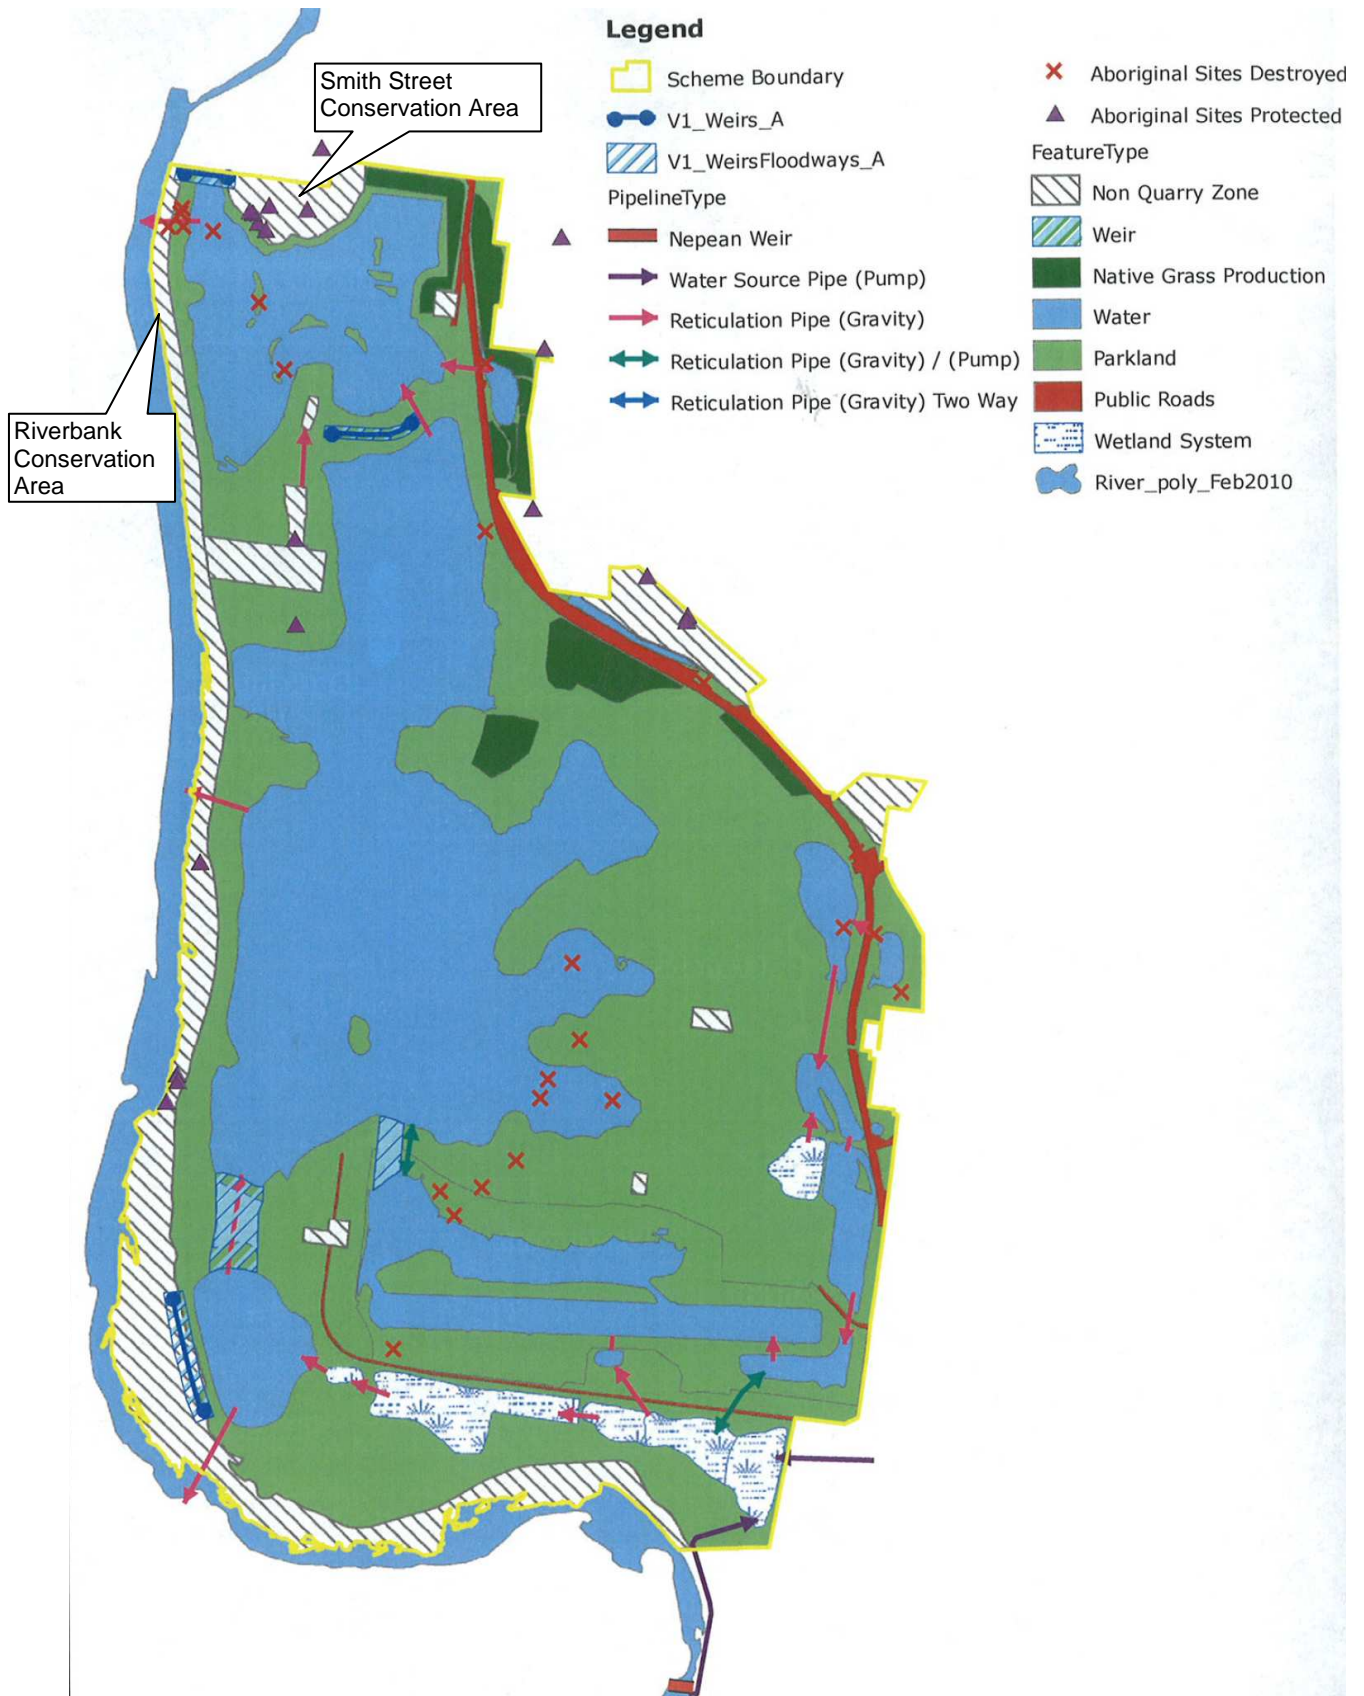 Legend
Scheme Boundary
V1_Weirs_A
V1_WeirsFloodways_A
PipelineType
Nepean Weir
Water Source Pipe (Pump)
Reticulation Pipe (Gravity)
Reticulation Pipe (Gravity) / (Pump)
Reticulation Pipe (Gravity) Two Way
Aboriginal Sites Destroyed
Aboriginal Sites Protected
FeatureType
Non Quarry Zone
Weir
Native Grass Production
Water
Parkland
Public Roads
Wetland System
River_poly_Feb2010
Smith Street
Conservation Area
Riverbank
Conservation
Area